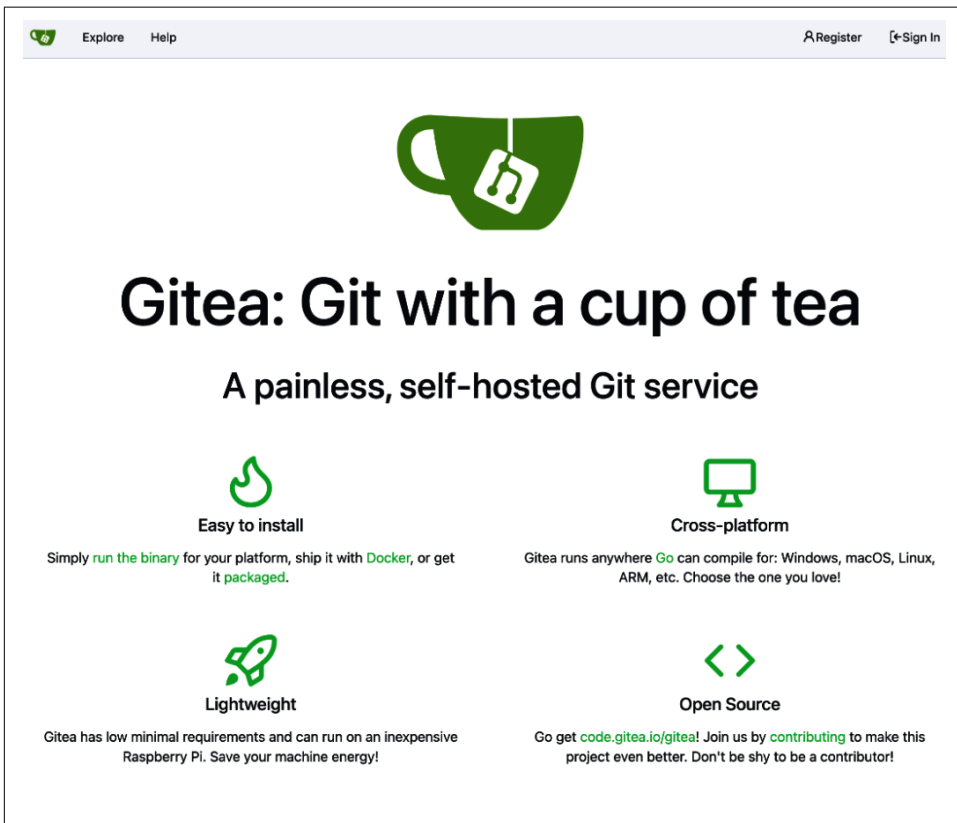 Explore Help Register Sign In
Gitea: Git with a cup of tea
A painless, self-hosted Git service
Easy to install
Simply run the binary for your platform, ship it with Docker, or get
it packaged.
Cross-platform
Gitea runs anywhere Go can compile for: Windows, macOS, Linux,
ARM, etc. Choose the one you love!
Lightweight
Gitea has low minimal requirements and can run on an inexpensive
Raspberry Pi. Save your machine energy!
Open Source
Go get code.gitea.io/gitea! Join us by contributing to make this
project even better. Don't be shy to be a contributor!